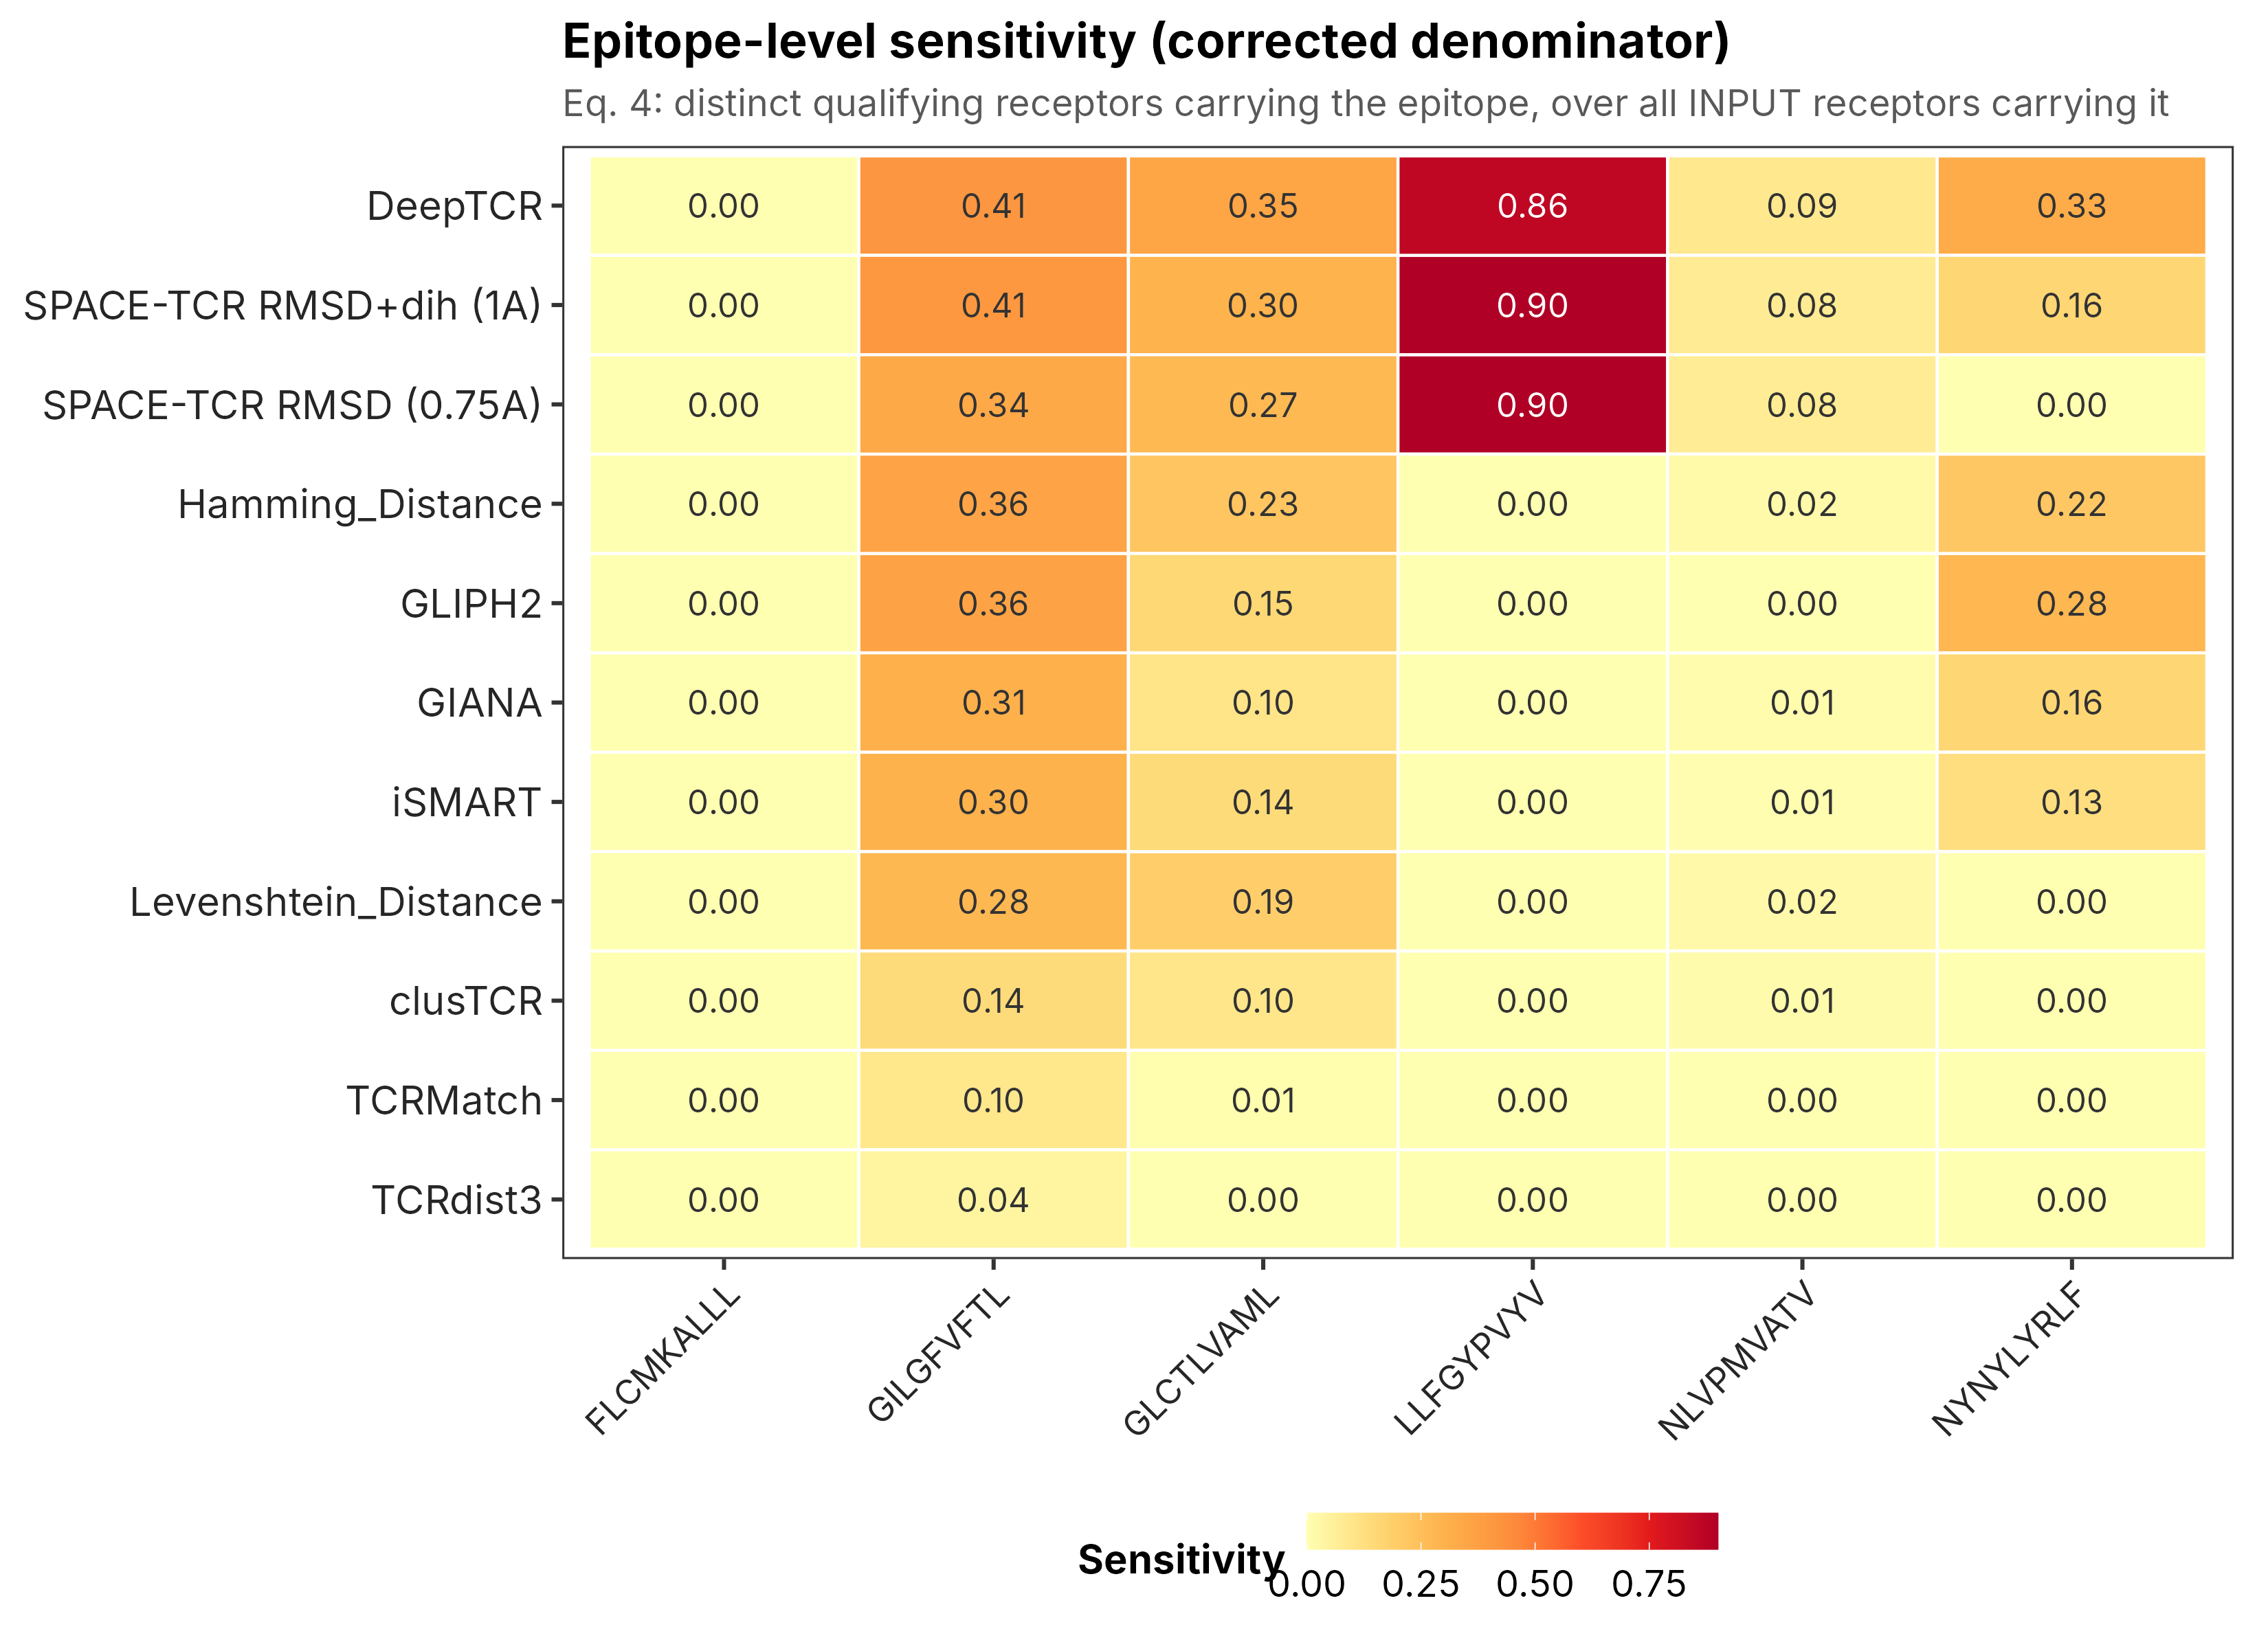 Epitope-level sensitivity (corrected denominator)
Eq. 4: distinct qualifying receptors carrying the epitope, over all INPUT receptors carrying it
DeepTCR 0.00 0.41 0.35 0.86 0.09 0.33
SPACE-TCR RMSD+dih (1A) 0.00 0.41 0.30 0.90 0.08 0.16
SPACE-TCR RMSD (0.75A) 0.00 0.34 0.27 0.90 0.08 0.00
Hamming_Distance 0.00 0.36 0.23 0.00 0.02 0.22
GLIPH2 0.00 0.36 0.15 0.00 0.00 0.28
GIANA 0.00 0.31 0.10 0.00 0.01 0.16
iSMART 0.00 0.30 0.14 0.00 0.01 0.13
Levenshtein_Distance 0.00 0.28 0.19 0.00 0.02 0.00
clusTCR 0.00 0.14 0.10 0.00 0.01 0.00
TCRMatch 0.00 0.10 0.01 0.00 0.00 0.00
TCRdist3 0.00 0.04 0.00 0.00 0.00 0.00
FLCMKALLL GILGFVFTL GLCTLVAML LLFGYPVYV NLVPMVATV NYNYLYRLF
Sensitivity
0.00 0.25 0.50 0.75